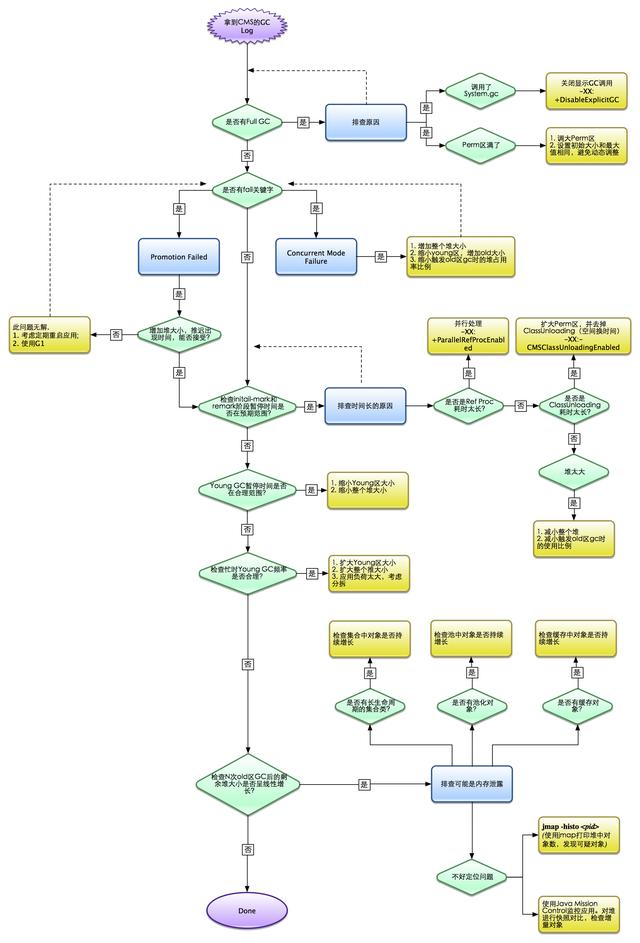 拿到CMS的GC
Log
是否有Full GC
是
排查原因
是
调用了
System.gc
关闭显示GC调用
-XX:
+DisableExplicitGC
是
Perm区满了
1. 调大Perm区
2. 设置初始大小和最大
值相同，避免动态调整
否
是否有fail关键字
是
是
否
Promotion Failed
Concurrent Mode
Failure
是
1. 增加整个堆大小
2. 缩小young区，增加old大小
3. 缩小触发old区gc时的堆占用
率比例
是
此问题无解.
1. 考虑定期重启应用;
2. 使用G1
否
增加堆大小，推迟出
现时间，能否接受?
是
并行处理
-XX:
+ParallelRefProcEnabl
ed
扩大Perm区，并去掉
ClassUnloading（空间换时间）
-XX:-
CMSClassUnloadingEnabled
是
是
检查initail-mark和
remark阶段暂停时间是
否在预期范围?
是
排查时间长的原因
是否是Ref Proc
耗时太长?
否
是否是
ClassUnloading
耗时太长?
否
否
堆太大
是
1. 减小整个堆
2. 减小触发old区gc时
的使用比例
Young GC暂停时间是否
在合理范围?
是
1. 缩小Young区大小
2. 缩小整个堆大小
否
检查忙时Young GC频率
是否合理?
是
1. 扩大Young区大小
2. 扩大整个堆大小
3. 应用负荷太大，考虑
分拆
否
检查集合中对象是否持
续增长
检查池中对象是否持续
增长
检查缓存中对象是否持
续增长
是
是
是
是否有长生命周
期的集合类?
是否有池化对
象?
是否有缓存对
象?
检查N次old区GC后的剩
余堆大小是否呈线性增
长?
是
排查可能是内存泄露
否
不好定位问题
jmap -histo <pid>
(使用jmap打印堆中对
象数，发现可疑对象)
使用Java Mission
Control监控应用。对堆
进行快照对比，检查增
量对象
Done